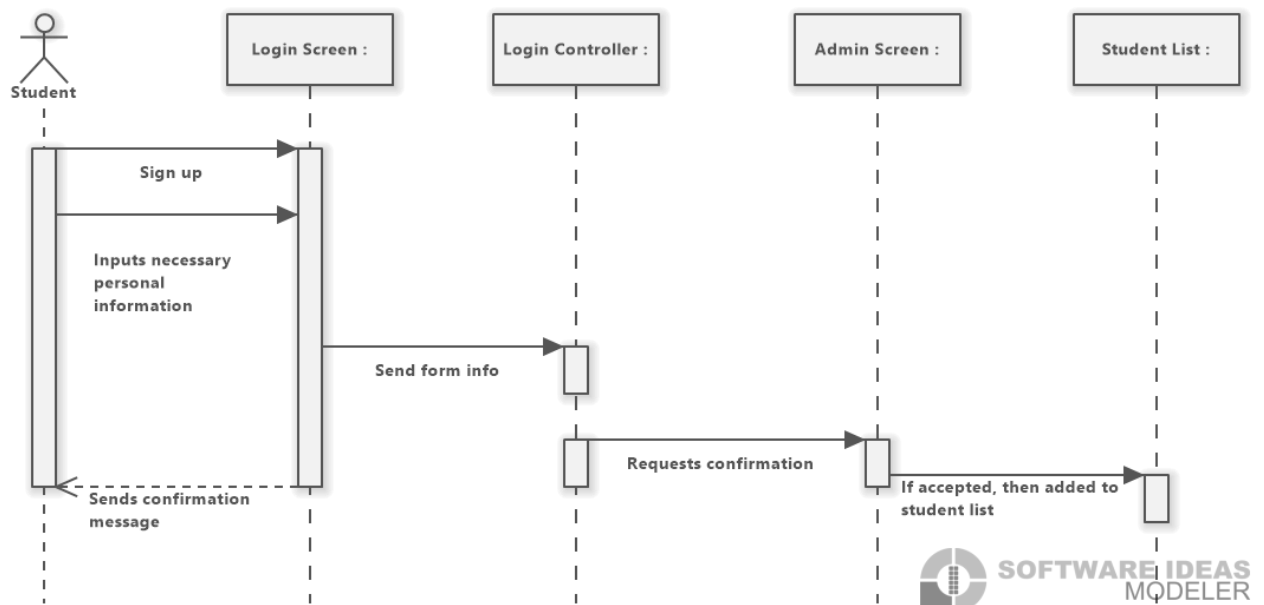 Student
Login Screen :
Login Controller :
Admin Screen :
Student List :
Sign up
Inputs necessary
personal
information
Send form info
Requests confirmation
If accepted, then added to
student list
Sends confirmation
message
SOFTWARE IDEAS
MODELER